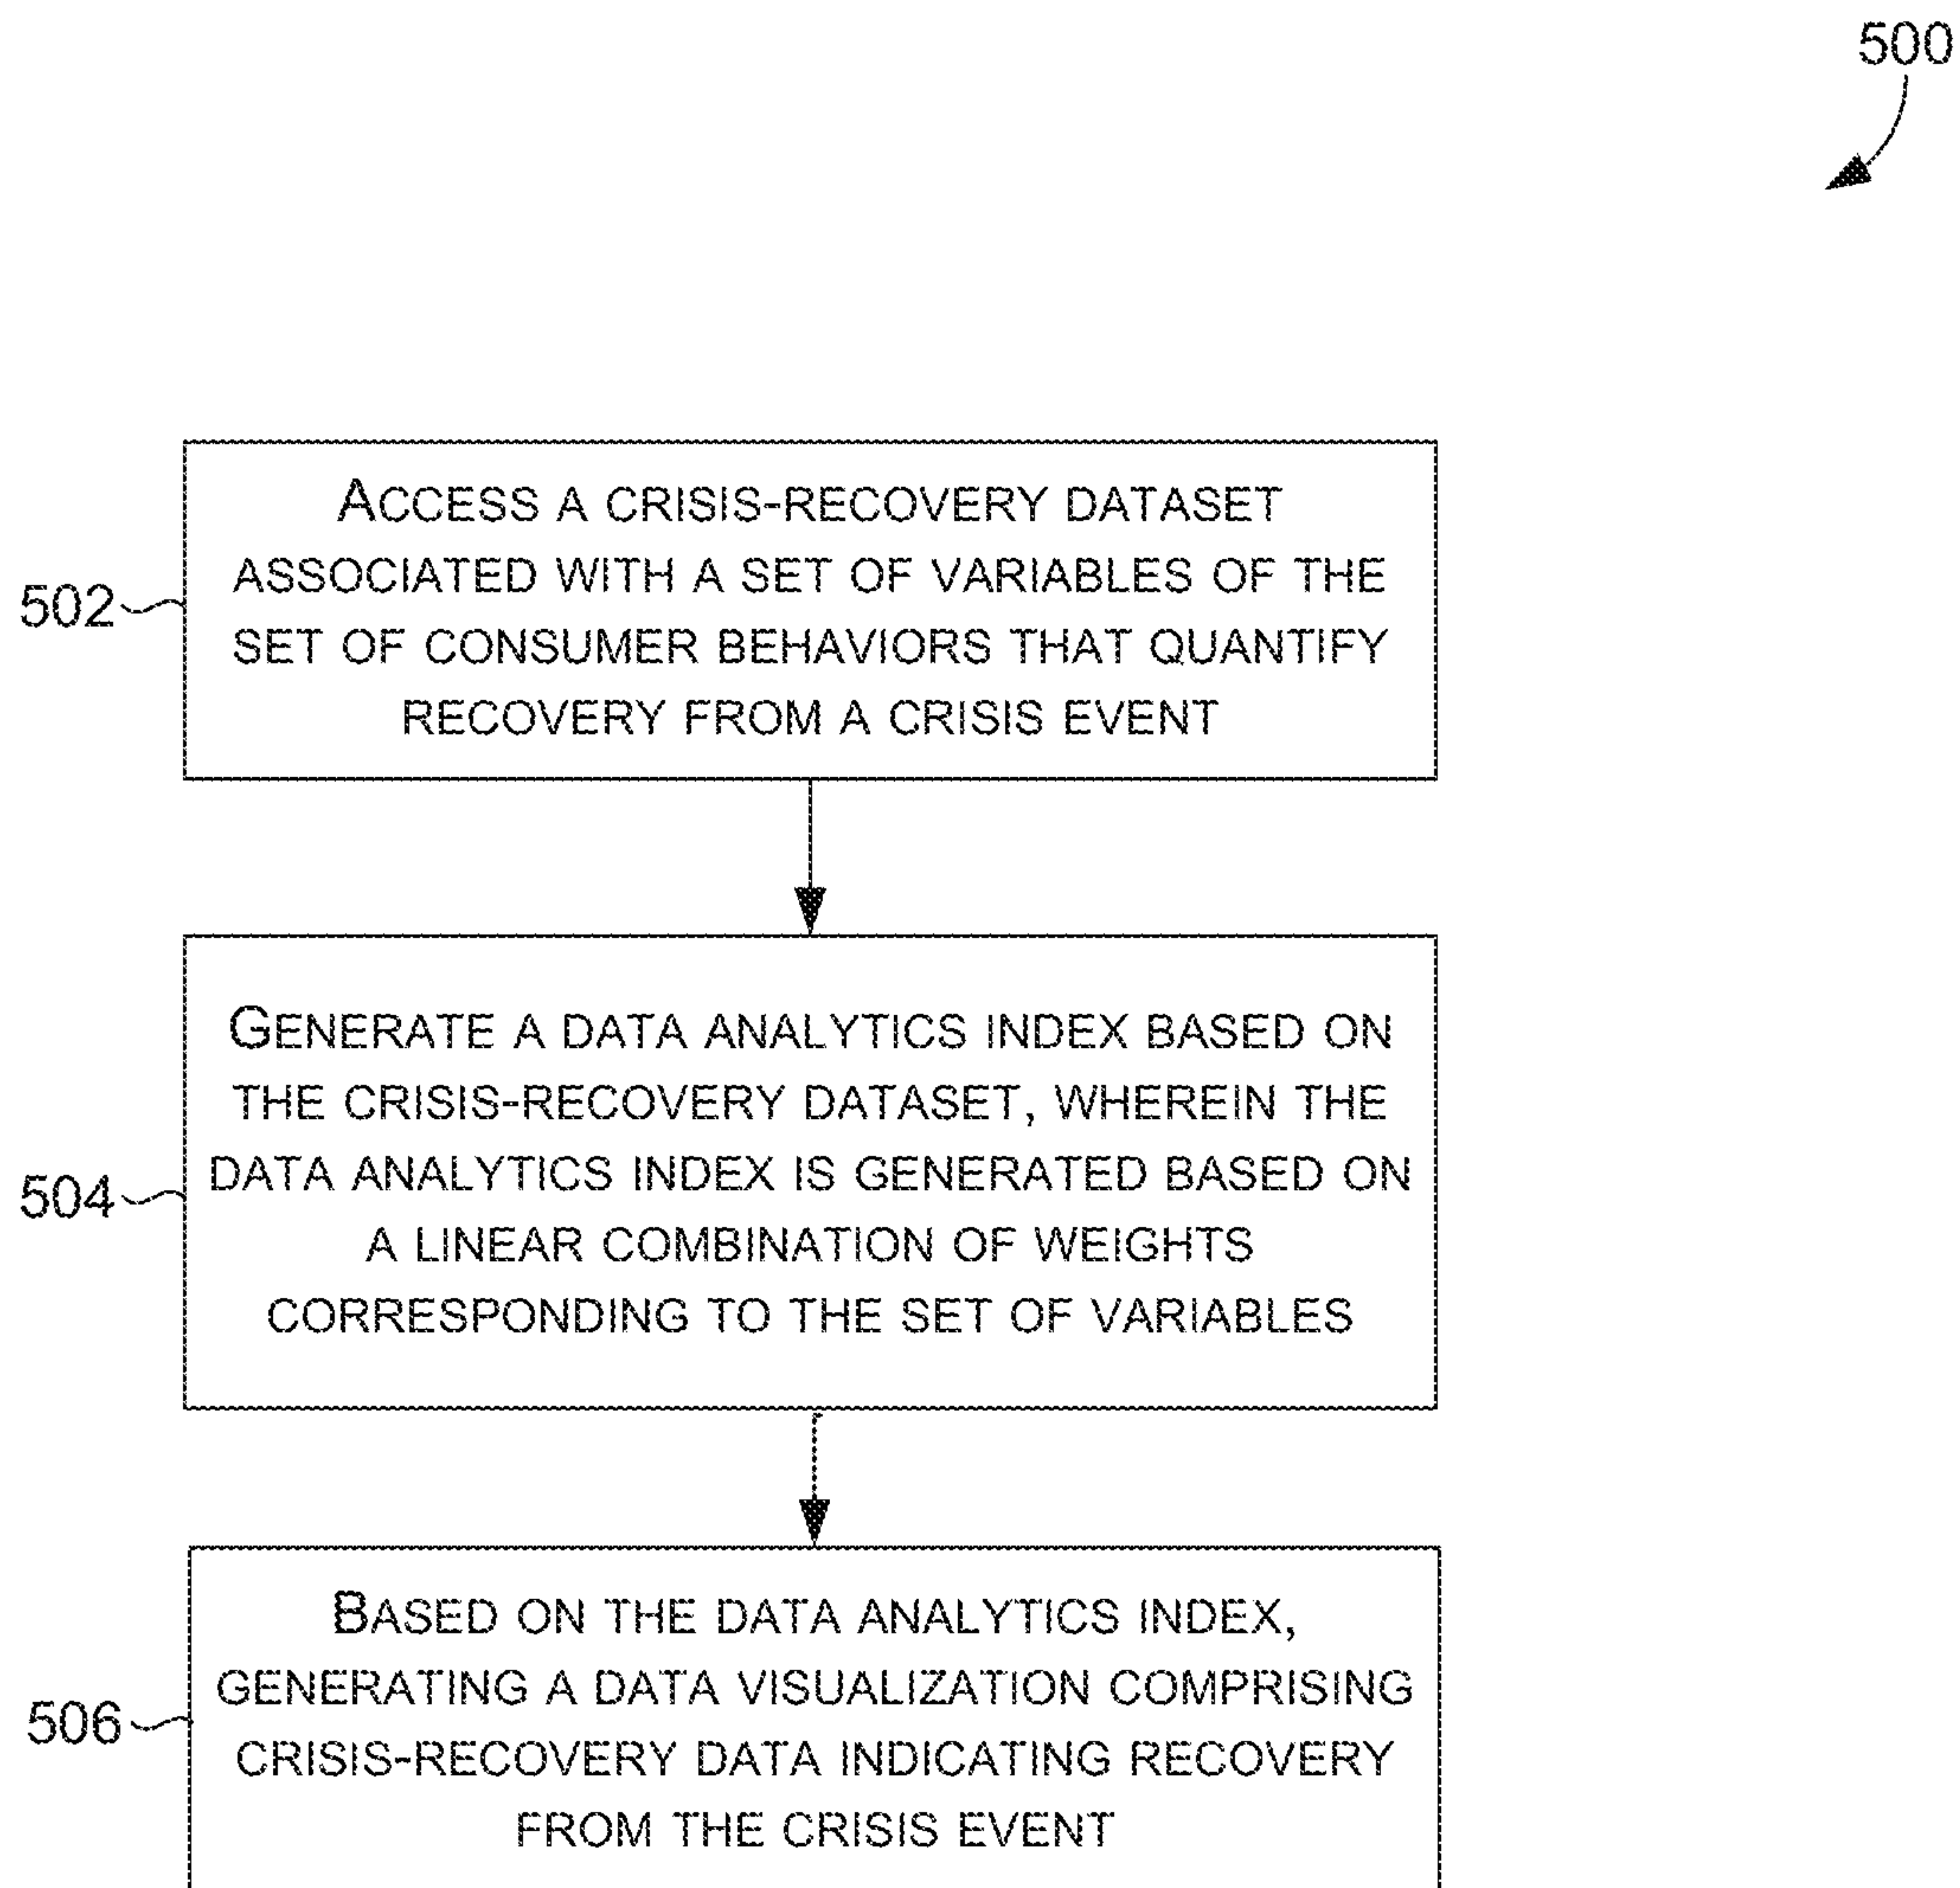 500
ACCESS A CRISIS-RECOVERY DATASET
ASSOCIATED WITH A SET OF VARIABLES OF THE
SET OF CONSUMER BEHAVIORS THAT QUANTIFY
RECOVERY FROM A CRISIS EVENT
502
GENERATE A DATA ANALYTICS INDEX BASED ON
THE CRISIS-RECOVERY DATASET, WHEREIN THE
DATA ANALYTICS INDEX IS GENERATED BASED ON
A LINEAR COMBINATION OF WEIGHTS
CORRESPONDING TO THE SET OF VARIABLES
504
BASED ON THE DATA ANALYTICS INDEX,
GENERATING A DATA VISUALIZATION COMPRISING
CRISIS-RECOVERY DATA INDICATING RECOVERY
FROM THE CRISIS EVENT
506